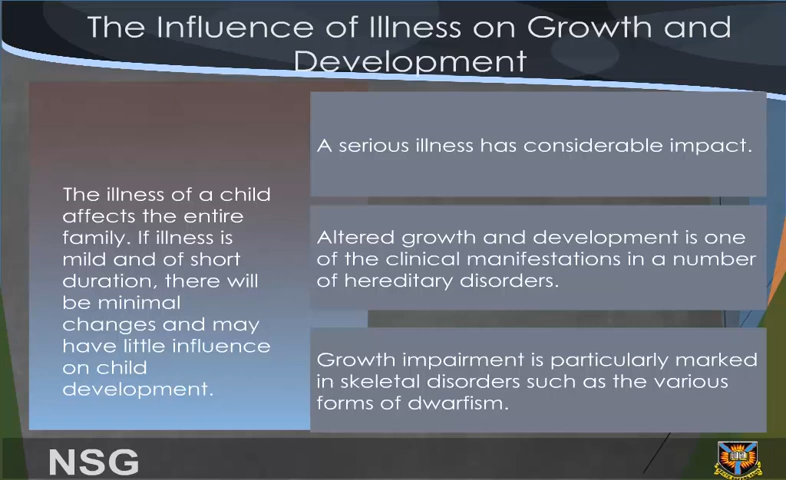 The Influence of Illness on Growth and
Development
The illness of a child
affects the entire
family. If illness is
mild and of short
duration, there will
be minimal
changes and may
have little influence
on child
development.
A serious illness has considerable impact.
Altered growth and development is one
of the clinical manifestations in a number
of hereditary disorders.
Growth impairment is particularly marked
in skeletal disorders such as the various
forms of dwarfism.
NSG